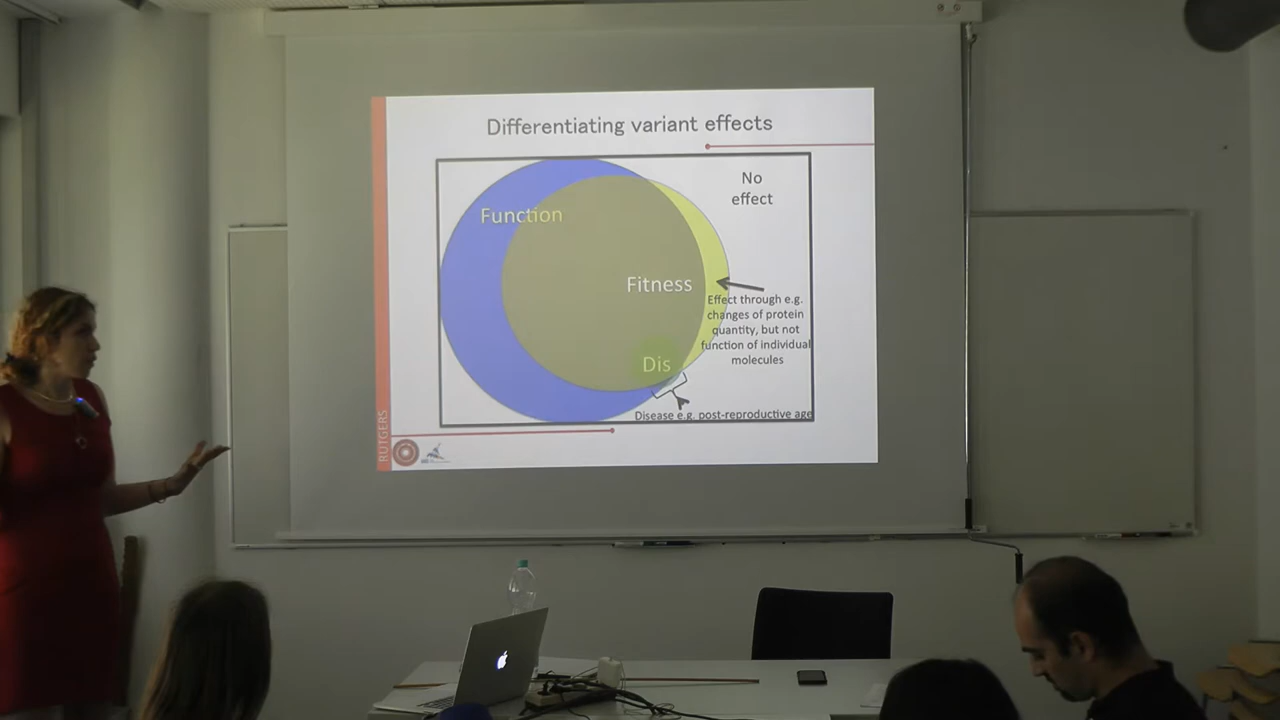 Differentiating variant effects
No
effect
Function
Fitness
Effect through e.g.
changes of protein
quantity, but not
function of individual
molecules
Dis
Disease e.g. post-reproductive age
RUTGERS